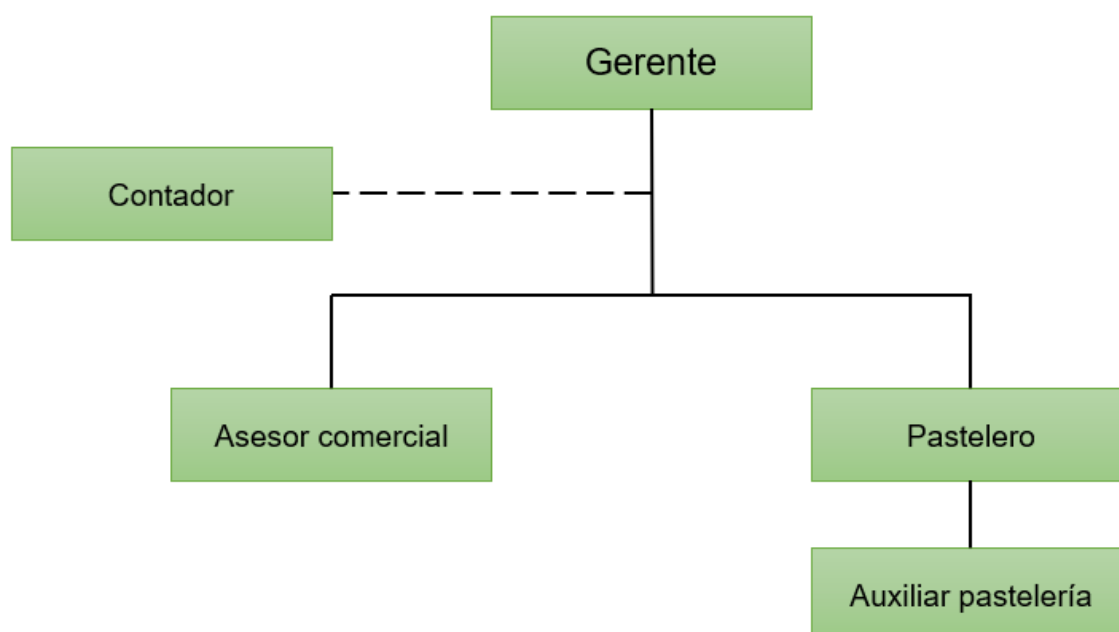 Gerente
Contador
Asesor comercial
Pastelero
Auxiliar pastelería